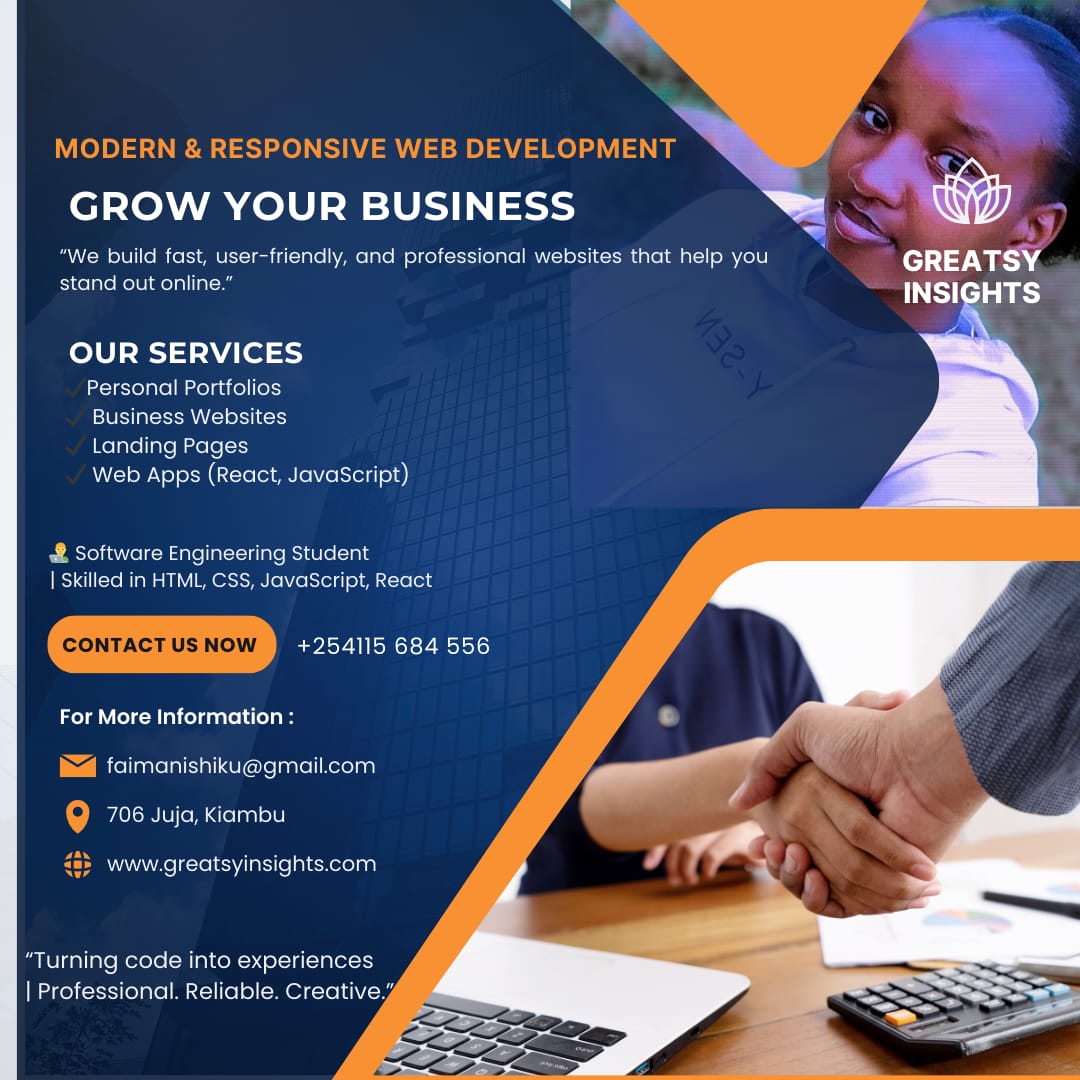 MODERN & RESPONSIVE WEB DEVELOPMENT
GROW YOUR BUSINESS
“We build fast, user-friendly, and professional websites that help you
stand out online.”
GREATSY
INSIGHTS
Y-SEN
OUR SERVICES
✔Personal Portfolios
✔ Business Websites
✔ Landing Pages
✔ Web Apps (React, JavaScript)
🧑‍💻 Software Engineering Student
| Skilled in HTML, CSS, JavaScript, React
CONTACT US NOW
+254115 684 556
For More Information :
faimanishiku@gmail.com
706 Juja, Kiambu
www.greatsyinsights.com
“Turning code into experiences
| Professional. Reliable. Creative.”